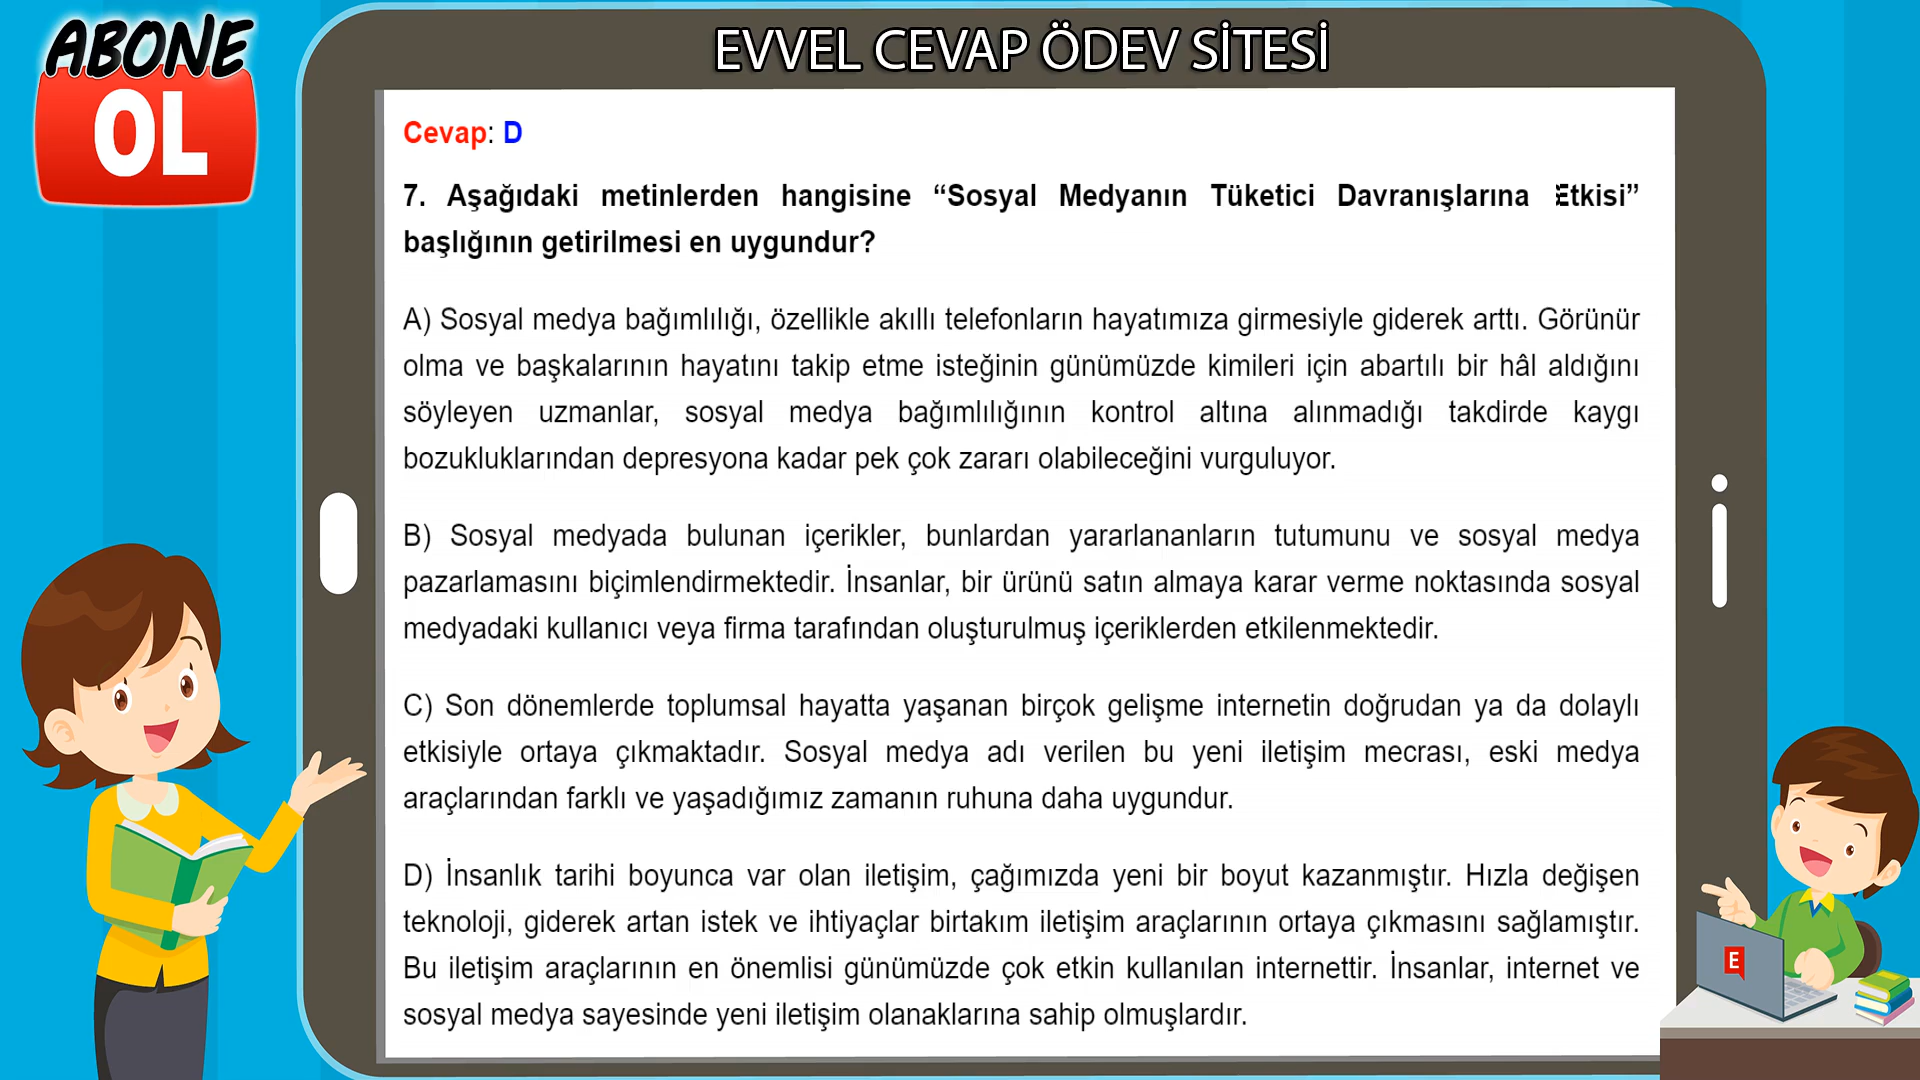 ABONE
OL
EVVEL CEVAP ÖDEV SİTESİ
Cevap: D
7. Aşağıdaki metinlerden hangisine “Sosyal Medyanın Tüketici Davranışlarına Etkisi”
başlığının getirilmesi en uygundur?
A) Sosyal medya bağımlılığı, özellikle akıllı telefonların hayatımıza girmesiyle giderek arttı. Görünür
olma ve başkalarının hayatını takip etme isteğinin günümüzde kimileri için abartılı bir hâl aldığını
söyleyen uzmanlar, sosyal medya bağımlılığının kontrol altına alınmadığı takdirde kaygı
bozukluklarından depresyona kadar pek çok zararı olabileceğini vurguluyor.
B) Sosyal medyada bulunan içerikler, bunlardan yararlananların tutumunu ve sosyal medya
pazarlamasını biçimlendirmektedir. İnsanlar, bir ürünü satın almaya karar verme noktasında sosyal
medyadaki kullanıcı veya firma tarafından oluşturulmuş içeriklerden etkilenmektedir.
C) Son dönemlerde toplumsal hayatta yaşanan birçok gelişme internetin doğrudan ya da dolaylı
etkisiyle ortaya çıkmaktadır. Sosyal medya adı verilen bu yeni iletişim mecrası, eski medya
araçlarından farklı ve yaşadığımız zamanın ruhuna daha uygundur.
D) İnsanlık tarihi boyunca var olan iletişim, çağımızda yeni bir boyut kazanmıştır. Hızla değişen
teknoloji, giderek artan istek ve ihtiyaçlar birtakım iletişim araçlarının ortaya çıkmasını sağlamıştır.
Bu iletişim araçlarının en önemlisi günümüzde çok etkin kullanılan internettir. İnsanlar, internet ve
sosyal medya sayesinde yeni iletişim olanaklarına sahip olmuşlardır.
E